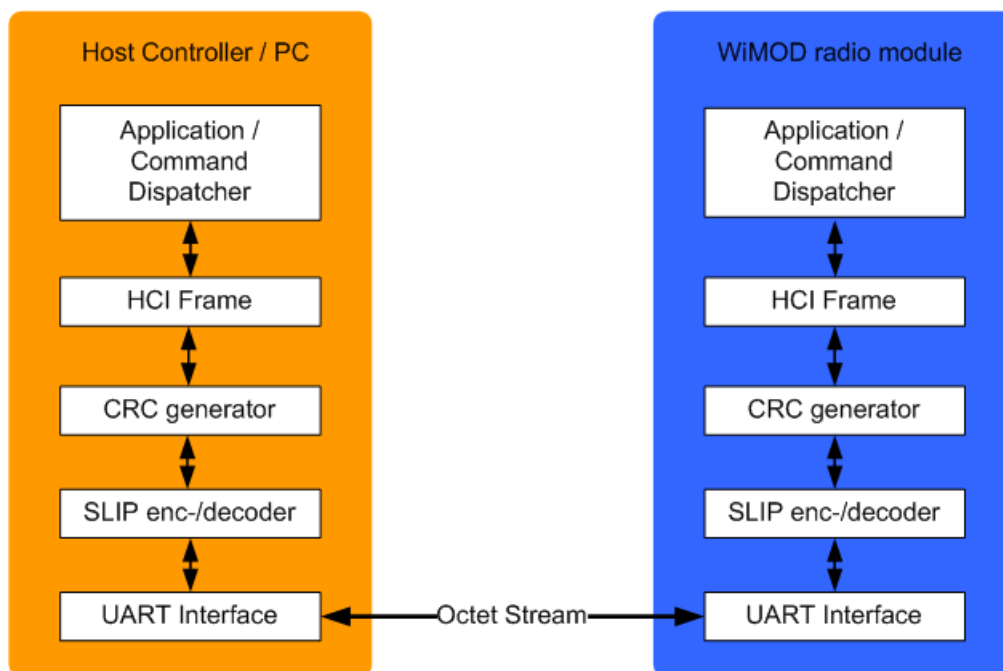 Host Controller / PC
Application /
Command
Dispatcher
HCI Frame
CRC generator
SLIP enc-/decoder
UART Interface
Octet Stream
WiMOD radio module
Application /
Command
Dispatcher
HCI Frame
CRC generator
SLIP enc-/decoder
UART Interface